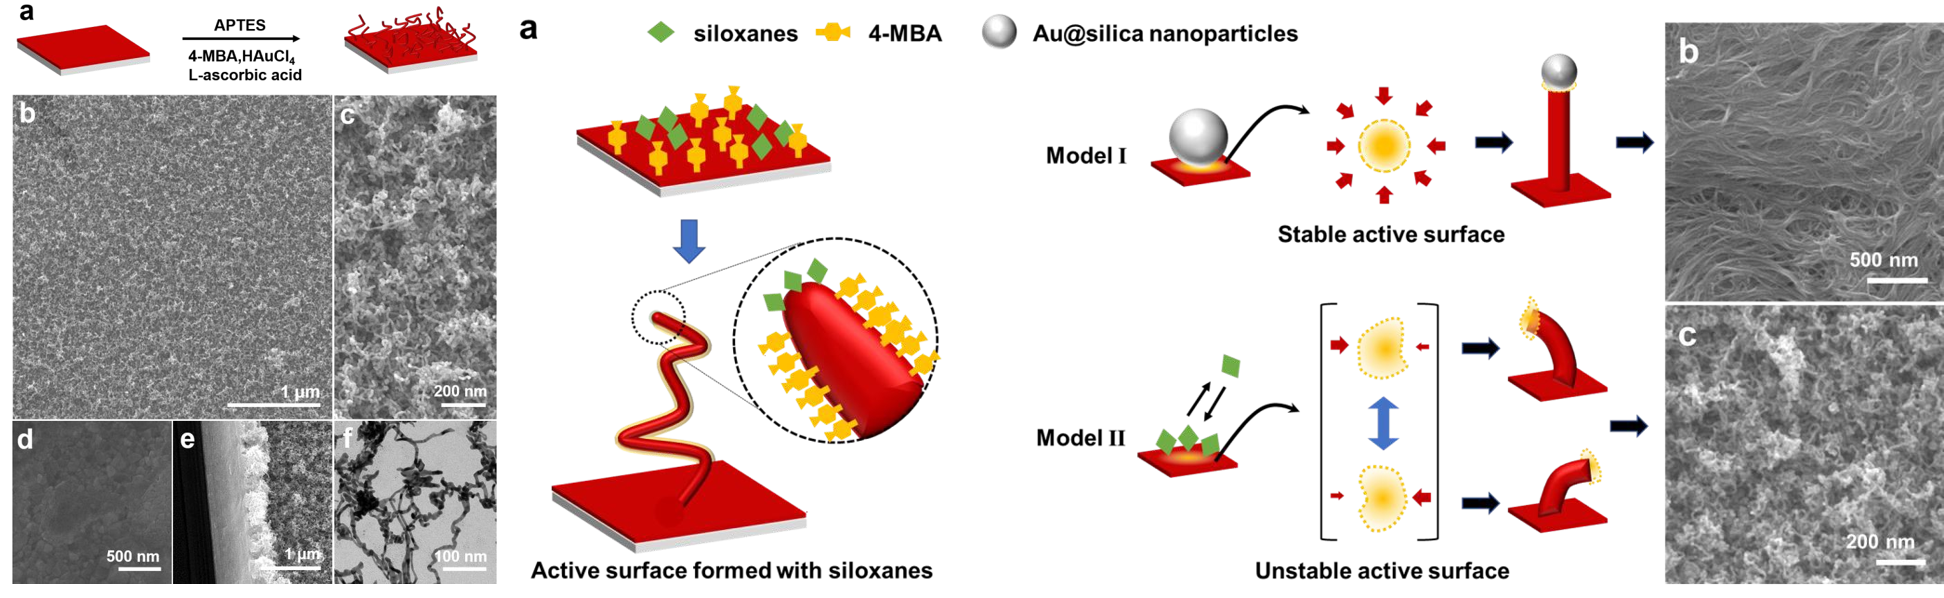 a
APTES
4-MBA,HAuCl₄
L-ascorbic acid
b
1 μm
c
200 nm
d
500 nm
e
1 μm
f
100 nm
a
siloxanes
4-MBA
Au@silica nanoparticles
Active surface formed with siloxanes
Model I
Stable active surface
Model II
Unstable active surface
b
500 nm
c
200 nm